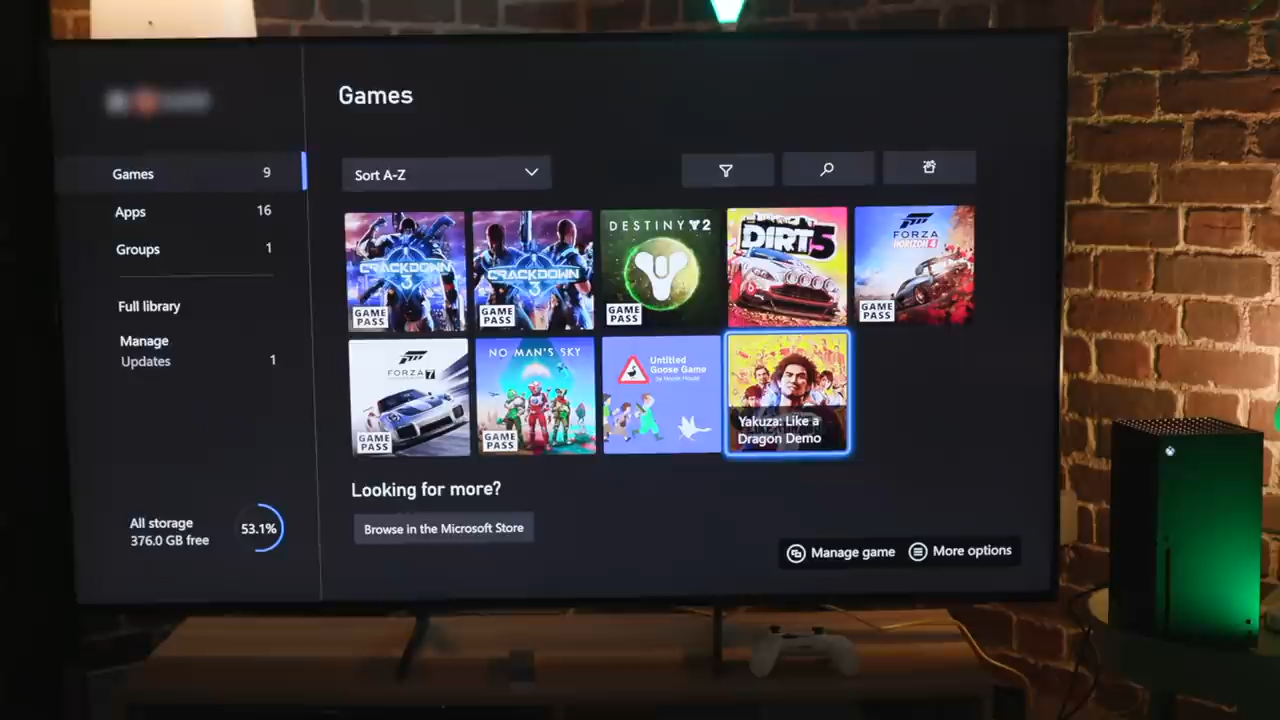 Games
Games 9
Apps 16
Groups 1
Full library
Manage
Updates 1
All storage
376.0 GB free
53.1%
Sort A-Z
CRACKDOWN
3
GAME
PASS
CRACKDOWN
3
GAME
PASS
DESTINY 2
GAME
PASS
DIRT 5
FORZA
HORIZON 4
GAME
PASS
FORZA 7
GAME
PASS
NO MAN'S SKY
GAME
PASS
Untitled
Goose Game
by House House
Yakuza: Like a
Dragon Demo
Looking for more?
Browse in the Microsoft Store
Manage game
More options